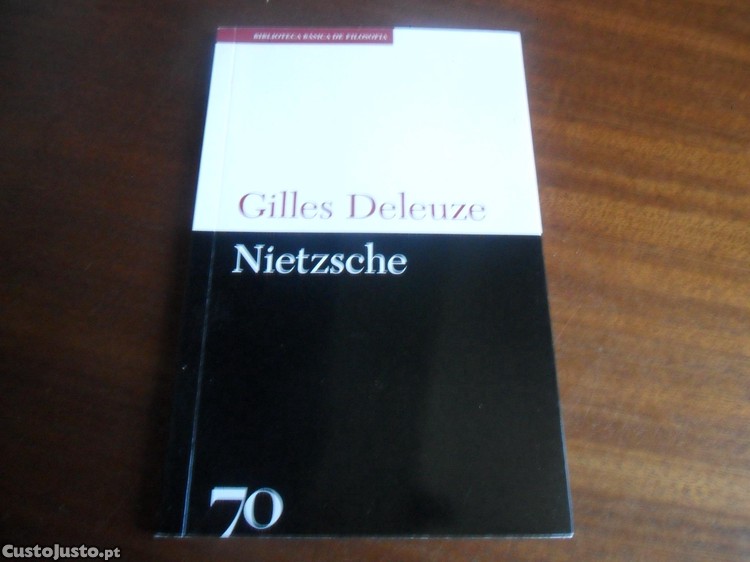 BIBLIOTECA BÁSICA DE FILOSOFIA
Gilles Deleuze
Nietzsche
70
CustoJusto.pt